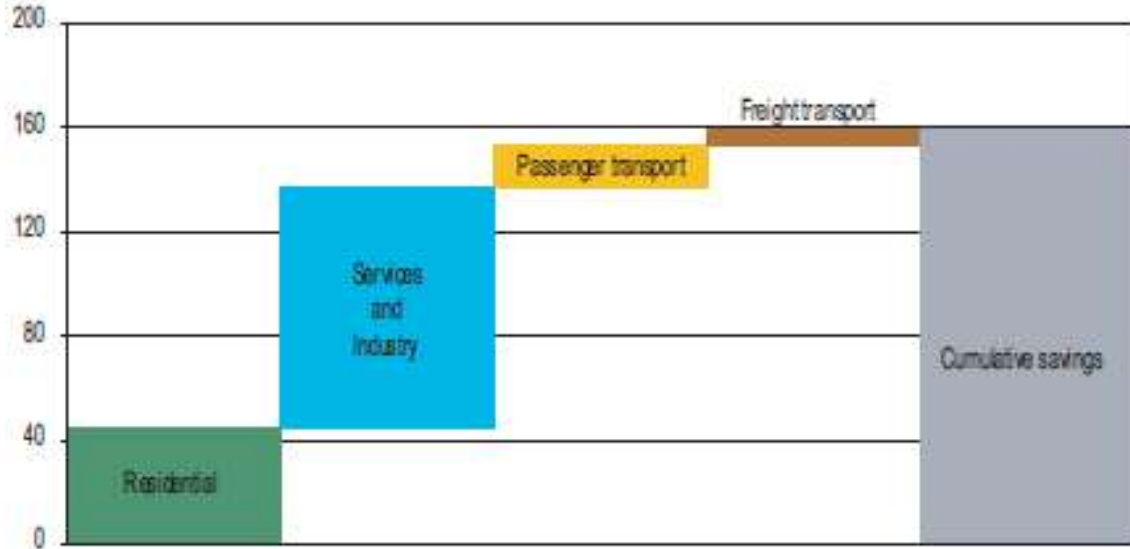 200
160
120
80
40
0
Freight transport
Passenger transport
Services
and
Industry
Cumulative savings
Residential